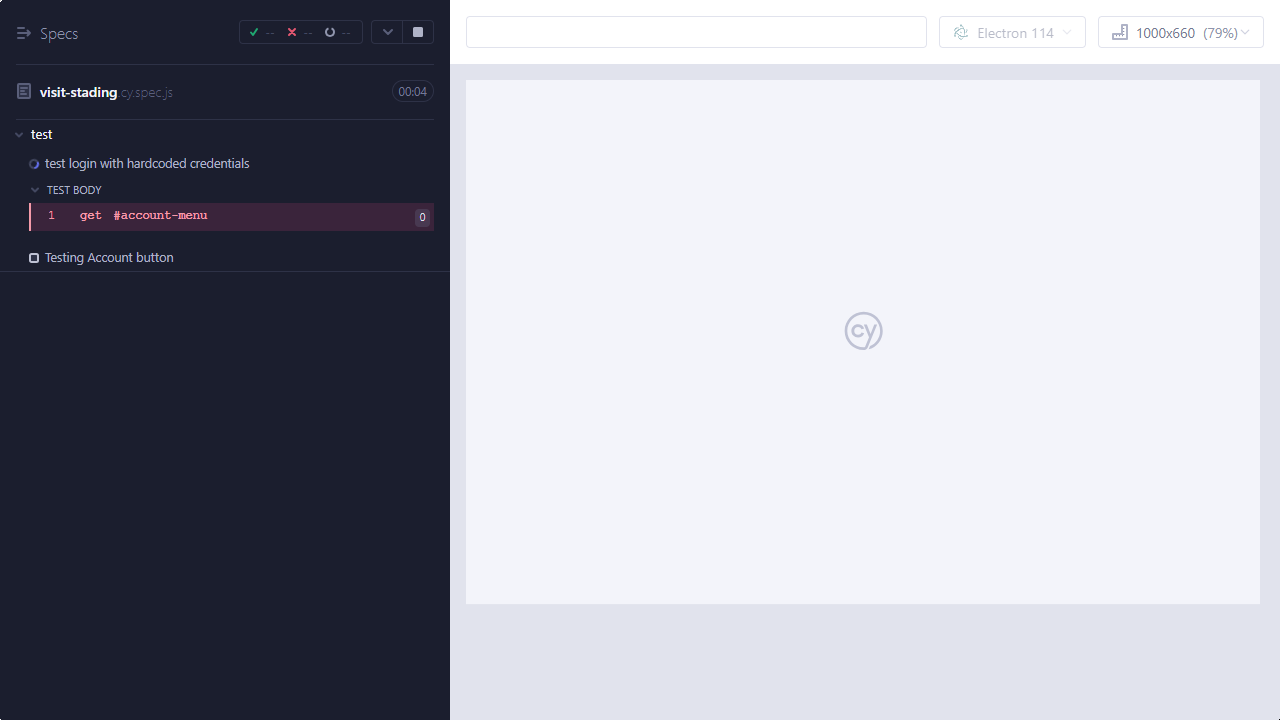 Specs
-- -- --
visit-stading.cy.spec.js 00:04
test
test login with hardcoded credentials
TEST BODY
1 get #account-menu 0
Testing Account button
Electron 114
1000x660 (79%)
cy